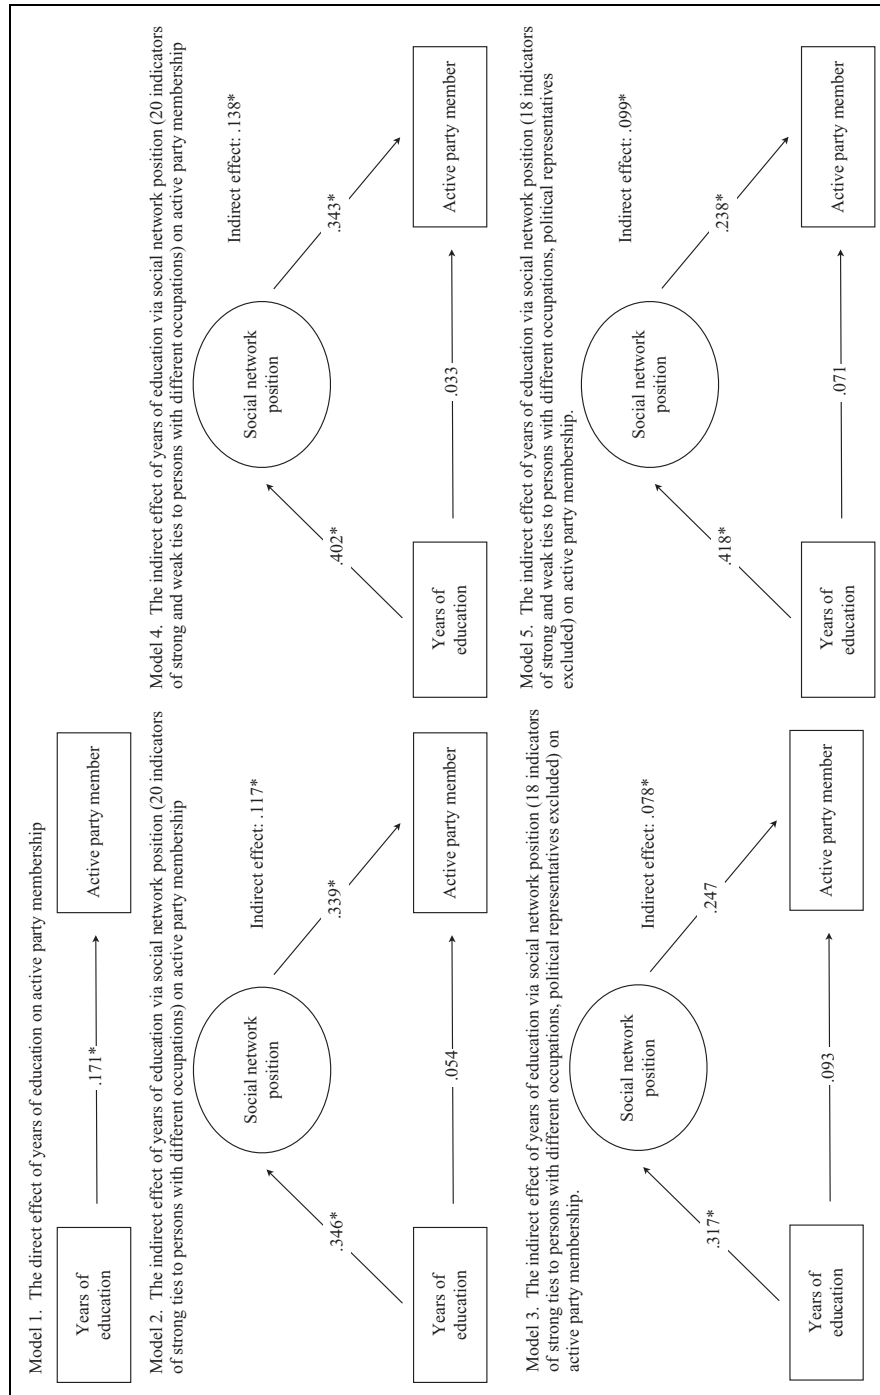 Model 1. The direct effect of years of education on active party membership
Years of
education
.171*
Active party member
Model 2. The indirect effect of years of education via social network position (20 indicators
of strong ties to persons with different occupations) on active party membership
Social network
position
Indirect effect: .117*
.346*
.339*
Years of
education
.054
Active party member
Model 3. The indirect effect of years of education via social network position (18 indicators
of strong ties to persons with different occupations, political representatives excluded) on
active party membership.
Social network
position
Indirect effect: .078*
.317*
.247
Years of
education
.093
Active party member
Model 4. The indirect effect of years of education via social network position (20 indicators
of strong and weak ties to persons with different occupations) on active party membership
Social network
position
Indirect effect: .138*
.402*
.343*
Years of
education
.033
Active party member
Model 5. The indirect effect of years of education via social network position (18 indicators
of strong and weak ties to persons with different occupations, political representatives
excluded) on active party membership.
Social network
position
Indirect effect: .099*
.418*
.238*
Years of
education
.071
Active party member